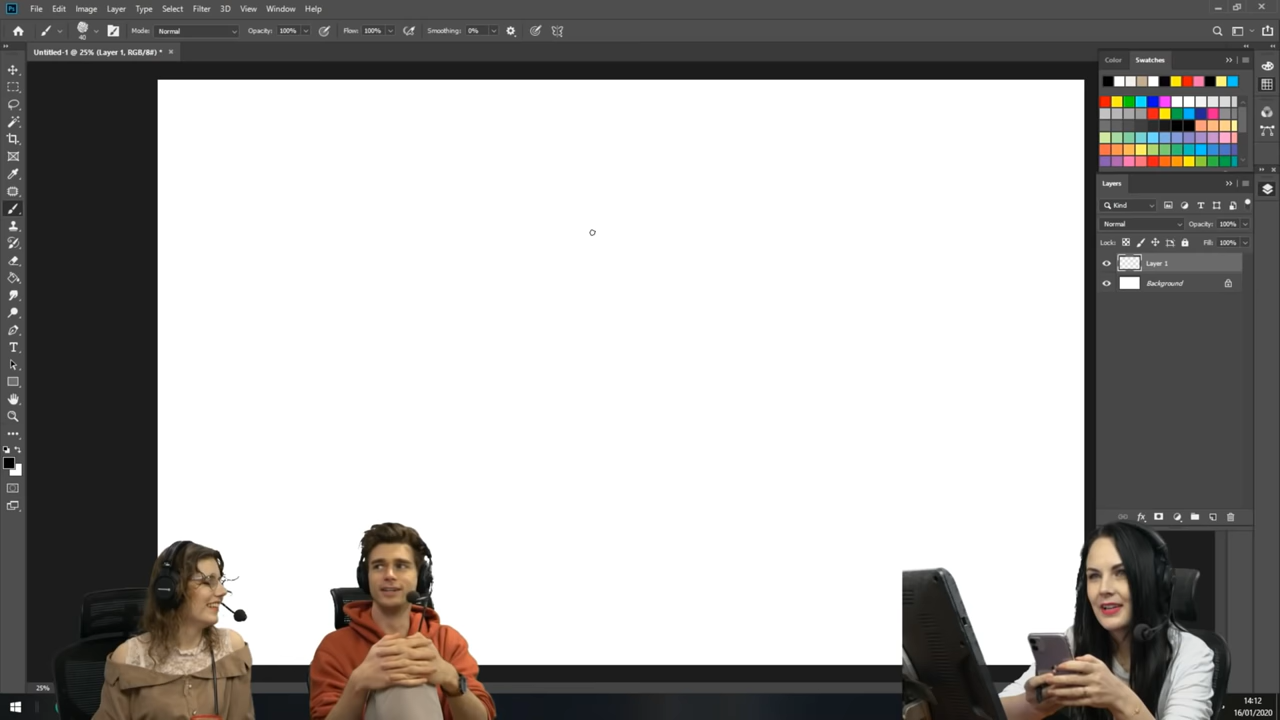 Ps File Edit Image Layer Type Select Filter 3D View Window Help
40 Mode: Normal Opacity: 100% Flow: 100% Smoothing: 0%
Untitled-1 @ 25% (Layer 1, RGB/8#) *
Color Swatches
Layers
Kind
Normal Opacity: 100%
Lock: Fill: 100%
Layer 1
Background
25%
14:12
16/01/2020